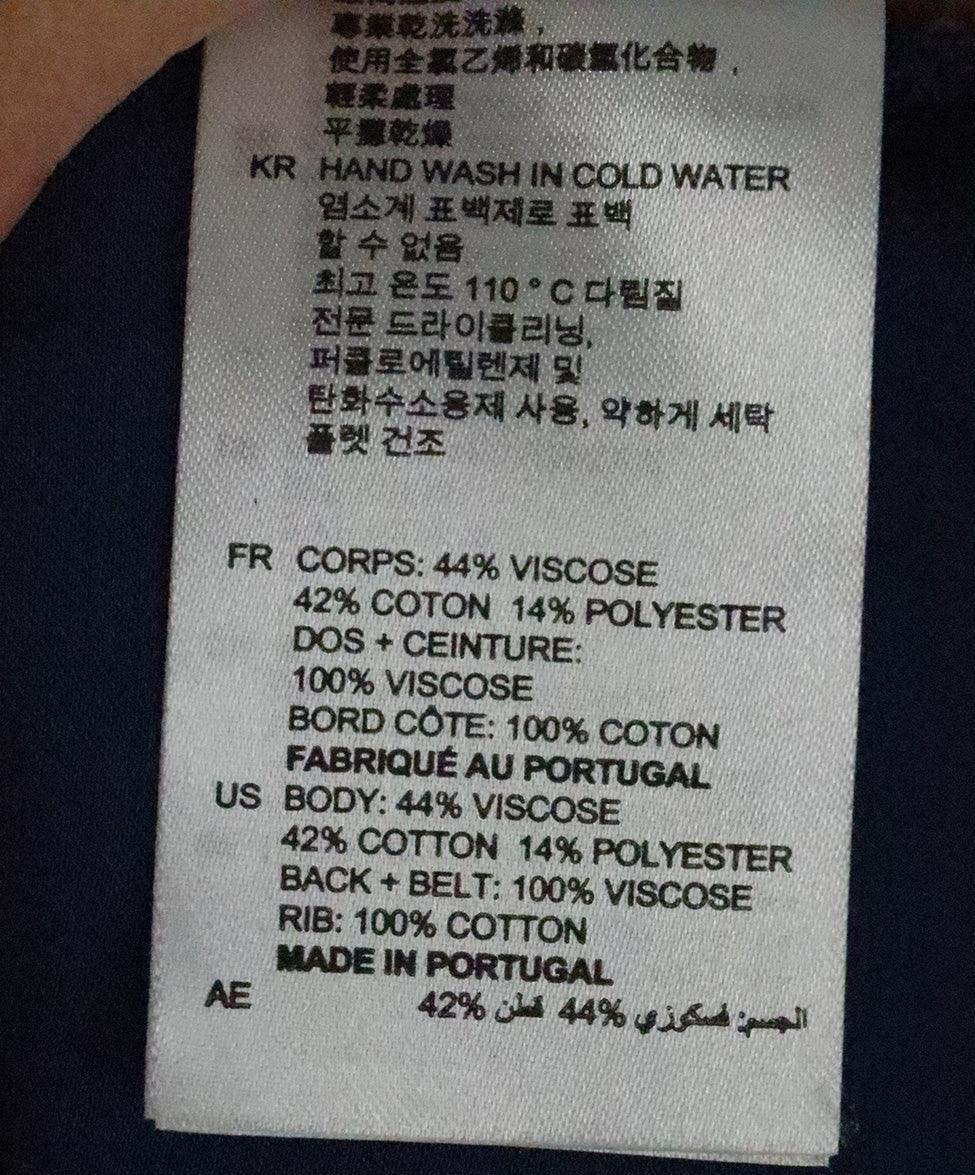 專業乾洗洗滌，
使用全氯乙烯和碳氫化合物，
輕柔處理
平攤乾燥
KR HAND WASH IN COLD WATER
염소계 표백제로 표백
할 수 없음
최고 온도 110 ° C 다림질
전문 드라이클리닝,
퍼클로에틸렌제 및
탄화수소용제 사용, 약하게 세탁
플렛 건조
FR CORPS: 44% VISCOSE
42% COTON 14% POLYESTER
DOS + CEINTURE:
100% VISCOSE
BORD CÔTE: 100% COTON
FABRIQUÉ AU PORTUGAL
US BODY: 44% VISCOSE
42% COTTON 14% POLYESTER
BACK + BELT: 100% VISCOSE
RIB: 100% COTTON
MADE IN PORTUGAL
AE الجسم: فسكوزي 44% قطن 42%